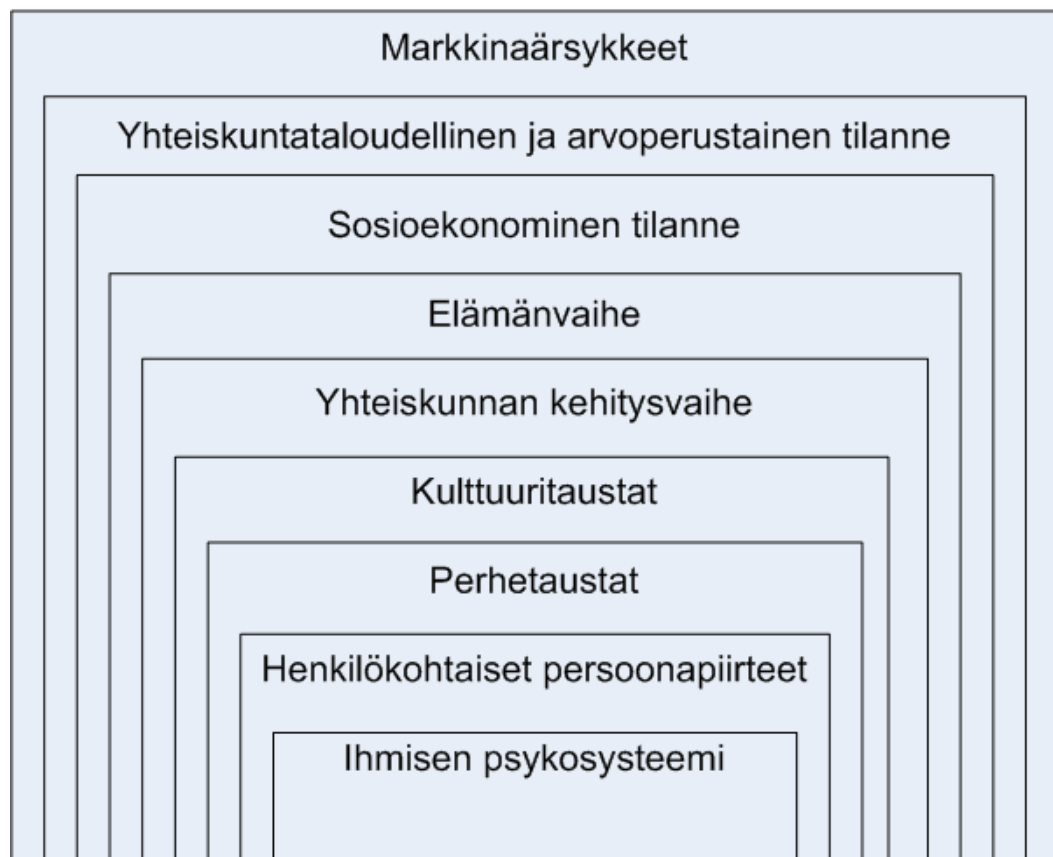 Markkinaärsykkeet
Yhteiskuntataloudellinen ja arvoperustainen tilanne
Sosioekonominen tilanne
Elämänvaihe
Yhteiskunnan kehitysvaihe
Kulttuuritaustat
Perhetaustat
Henkilökohtaiset persoonapiirteet
Ihmisen psykosysteemi